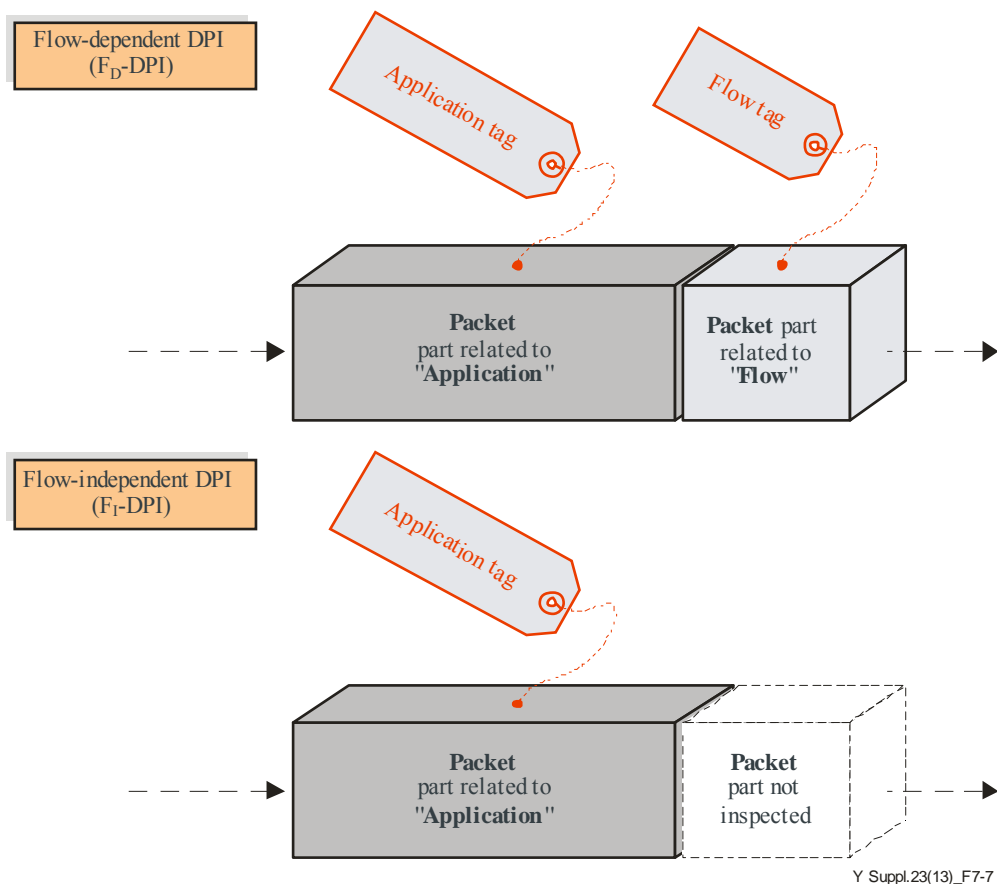 Flow-dependent DPI
(F_D-DPI)
Application tag
Flow tag
Packet
part related to
"Application"
Packet part
related to
"Flow"
Flow-independent DPI
(F_I-DPI)
Application tag
Packet
part related to
"Application"
Packet
part not
inspected
Y Suppl.23(13)_F7-7